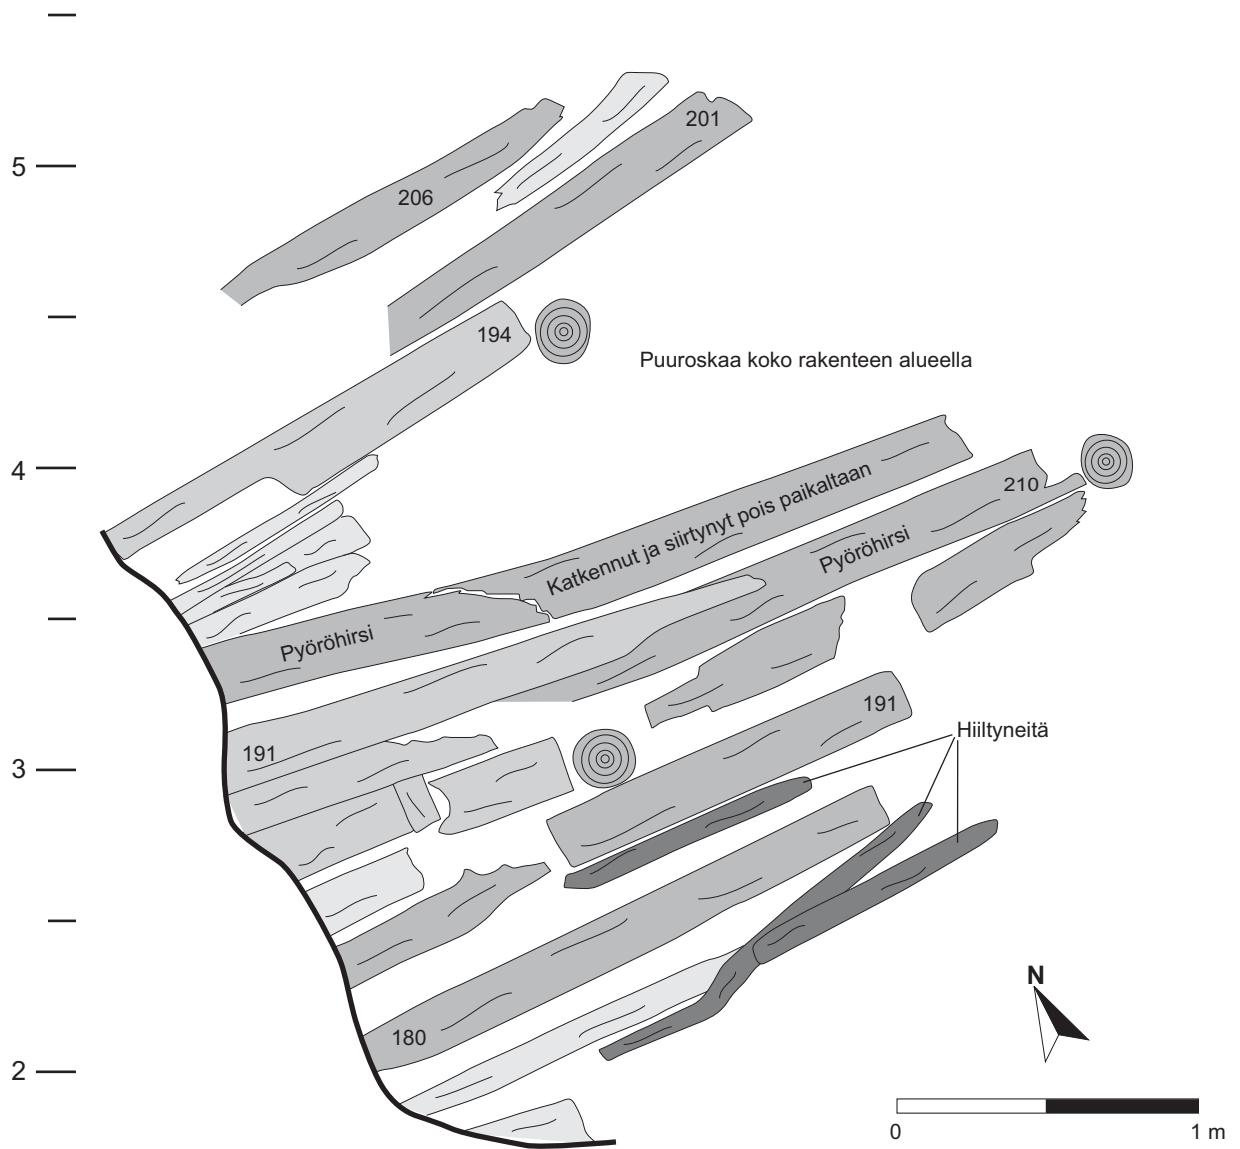 201
5
206
194
Puuroskaa koko rakenteen alueella
4
Katkennut ja siirtynyt pois paikaltaan
210
Pyöröhirsi
Pyöröhirsi
191
Hiiltyneitä
191
3
N
180
2
0
1 m